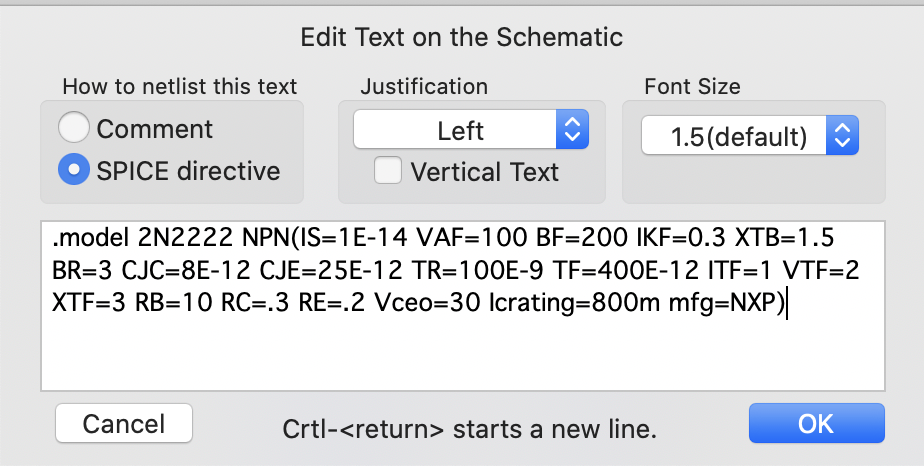 Edit Text on the Schematic
How to netlist this text
Justification
Font Size
Comment
SPICE directive
Left
Vertical Text
1.5(default)
.model 2N2222 NPN(IS=1E-14 VAF=100 BF=200 IKF=0.3 XTB=1.5
BR=3 CJC=8E-12 CJE=25E-12 TR=100E-9 TF=400E-12 ITF=1 VTF=2
XTF=3 RB=10 RC=.3 RE=.2 Vceo=30 Icrating=800m mfg=NXP)
Cancel
Crtl-<return> starts a new line.
OK